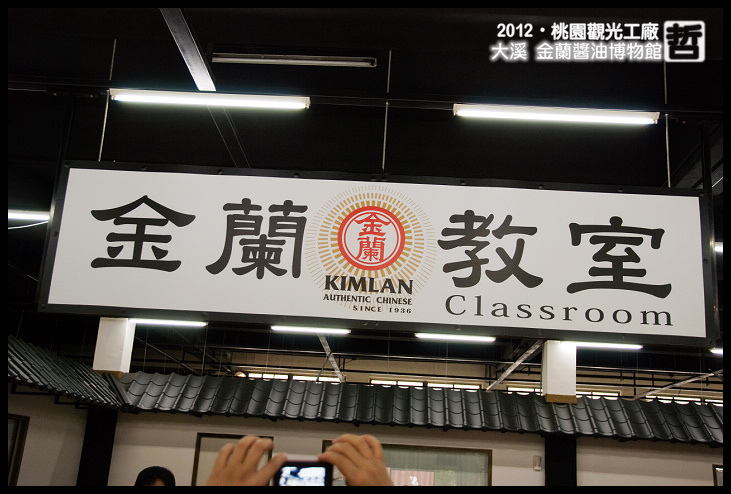 2012・桃園觀光工廠
大溪 金蘭醬油博物館
哲
金蘭 教室
金蘭
KIMLAN
AUTHENTIC CHINESE
SINCE 1936
Classroom